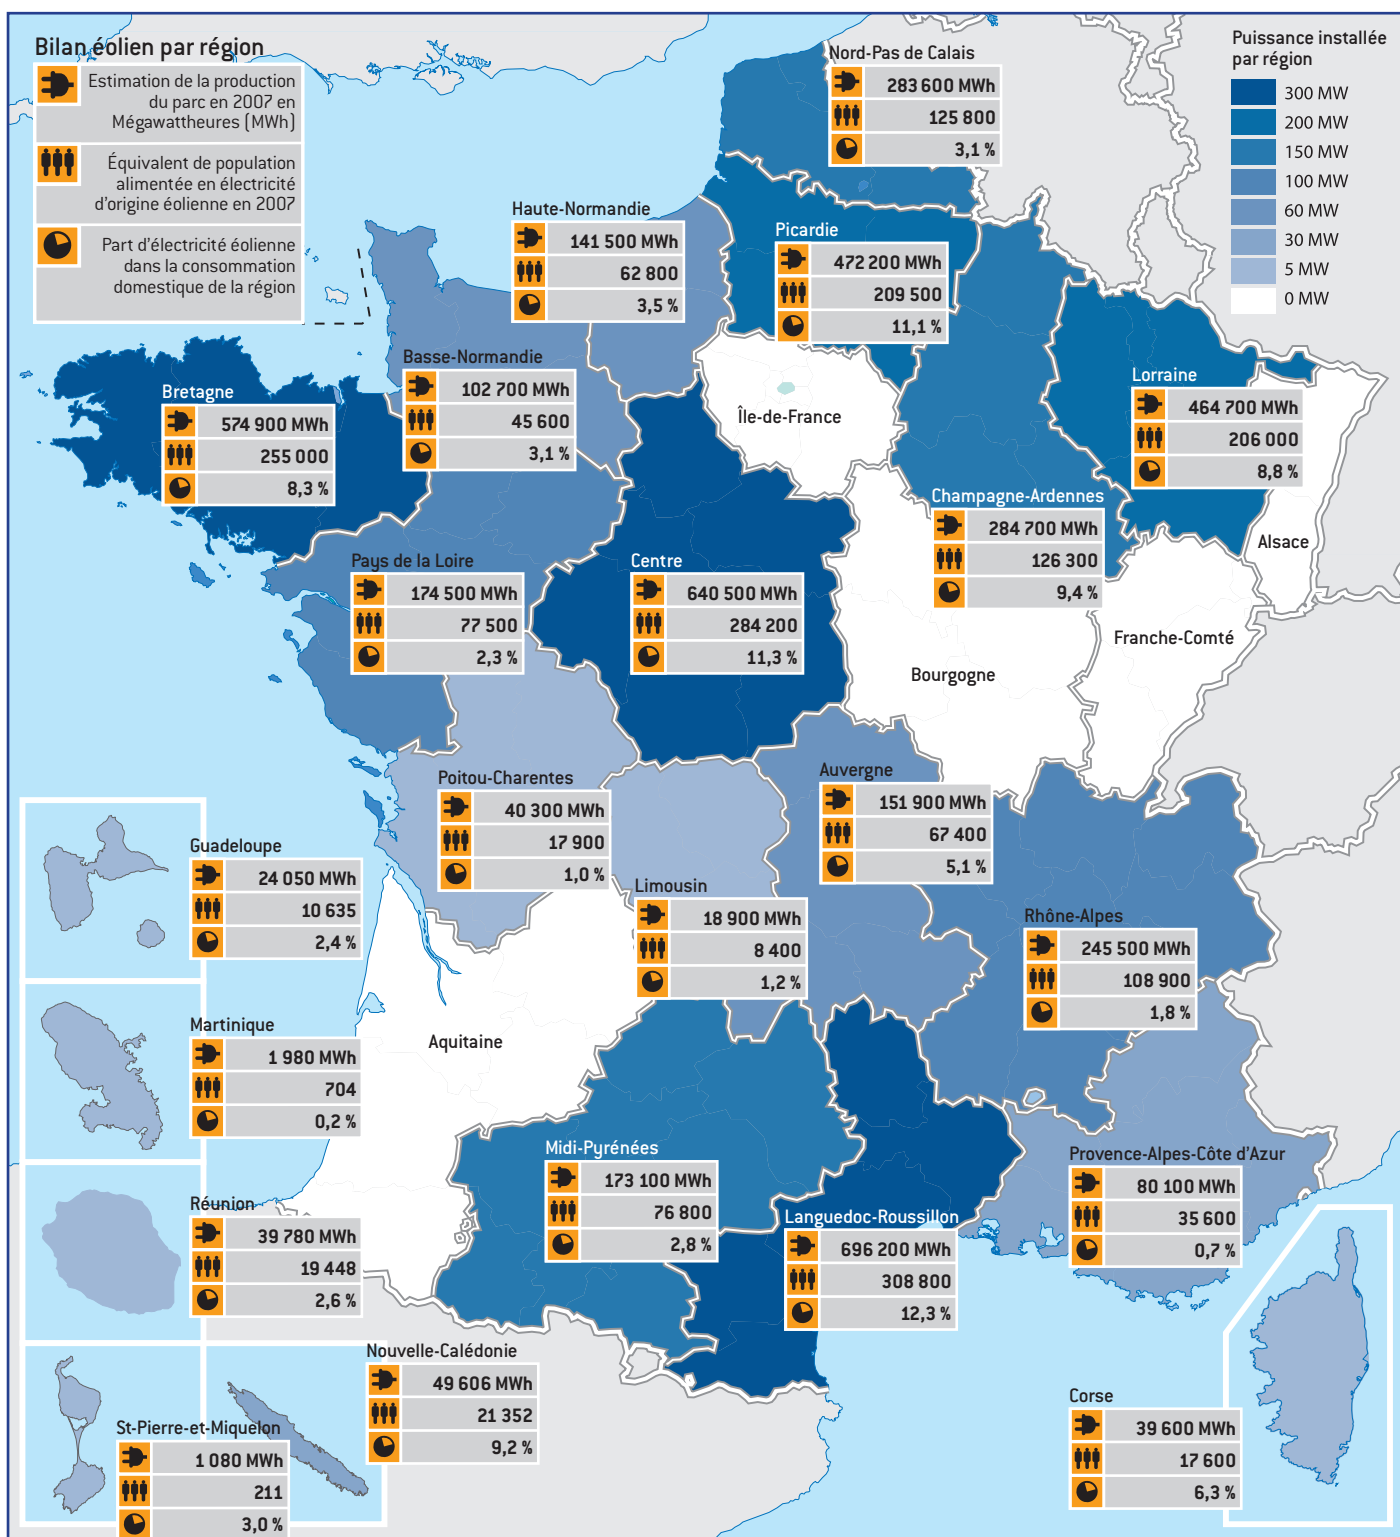 Bilan éolien par région
Estimation de la production
du parc en 2007 en
Mégawattheures (MWh)
Équivalent de population
alimentée en électricité
d'origine éolienne en 2007
Part d'électricité éolienne
dans la consommation
domestique de la région
Puissance installée
par région
300 MW
200 MW
150 MW
100 MW
60 MW
30 MW
5 MW
0 MW
Nord-Pas de Calais
283 600 MWh
125 800
3,1 %
Haute-Normandie
141 500 MWh
62 800
3,5 %
Picardie
472 200 MWh
209 500
11,1 %
Basse-Normandie
102 700 MWh
45 600
3,1 %
Bretagne
574 900 MWh
255 000
8,3 %
Île-de-France
Lorraine
464 700 MWh
206 000
8,8 %
Champagne-Ardennes
284 700 MWh
126 300
9,4 %
Alsace
Pays de la Loire
174 500 MWh
77 500
2,3 %
Centre
640 500 MWh
284 200
11,3 %
Franche-Comté
Bourgogne
Poitou-Charentes
40 300 MWh
17 900
1,0 %
Auvergne
151 900 MWh
67 400
5,1 %
Guadeloupe
24 050 MWh
10 635
2,4 %
Limousin
18 900 MWh
8 400
1,2 %
Rhône-Alpes
245 500 MWh
108 900
1,8 %
Martinique
1 980 MWh
704
0,2 %
Aquitaine
Midi-Pyrénées
173 100 MWh
76 800
2,8 %
Provence-Alpes-Côte d'Azur
80 100 MWh
35 600
0,7 %
Réunion
39 780 MWh
19 448
2,6 %
Languedoc-Roussillon
696 200 MWh
308 800
12,3 %
Nouvelle-Calédonie
49 606 MWh
21 352
9,2 %
Corse
39 600 MWh
17 600
6,3 %
St-Pierre-et-Miquelon
1 080 MWh
211
3,0 %